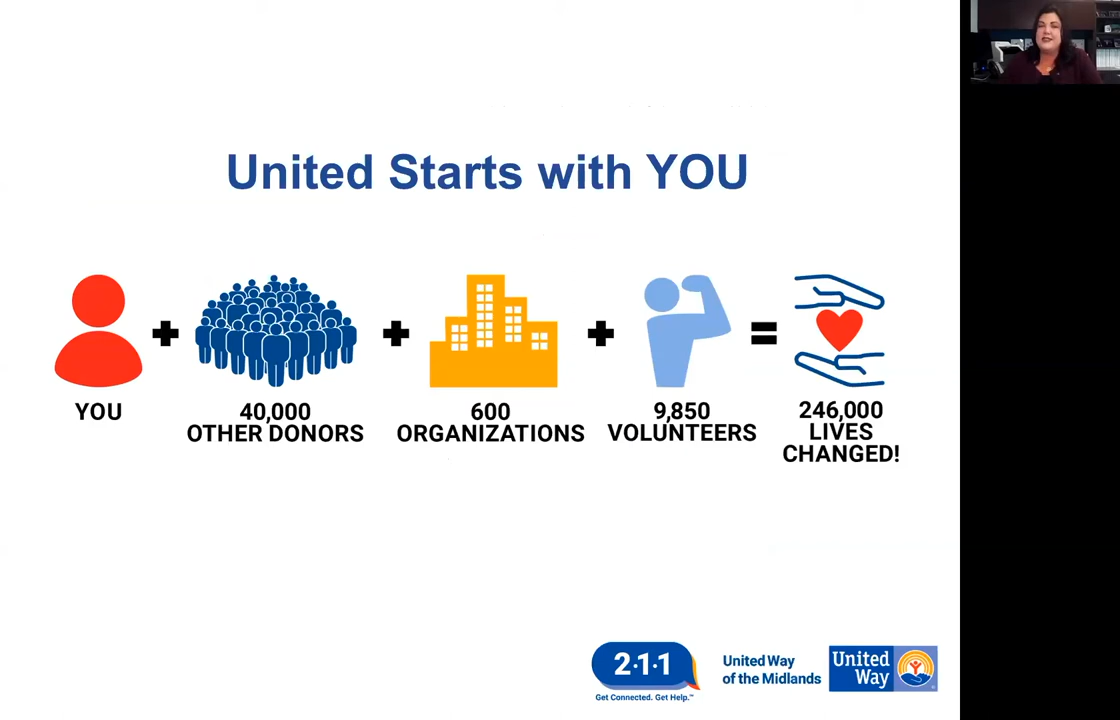 United Starts with YOU
YOU
40,000
OTHER DONORS
600
ORGANIZATIONS
9,850
VOLUNTEERS
246,000
LIVES
CHANGED!
2·1·1
Get Connected. Get Help.™
United Way
of the Midlands
United
Way